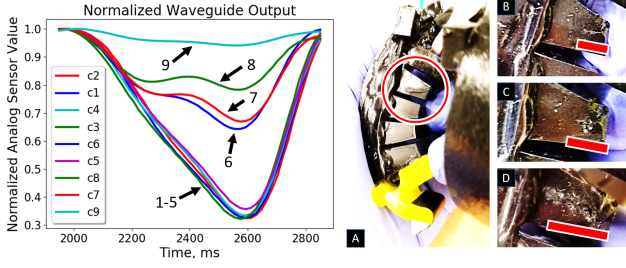 Normalized Waveguide Output
Normalized Analog Sensor Value
1.0
0.9
0.8
0.7
0.6
0.5
0.4
0.3
c2
c1
c4
c3
c6
c5
c8
c7
c9
9
8
7
6
1-5
2000
2200
2400
2600
2800
Time, ms
A
B
C
D